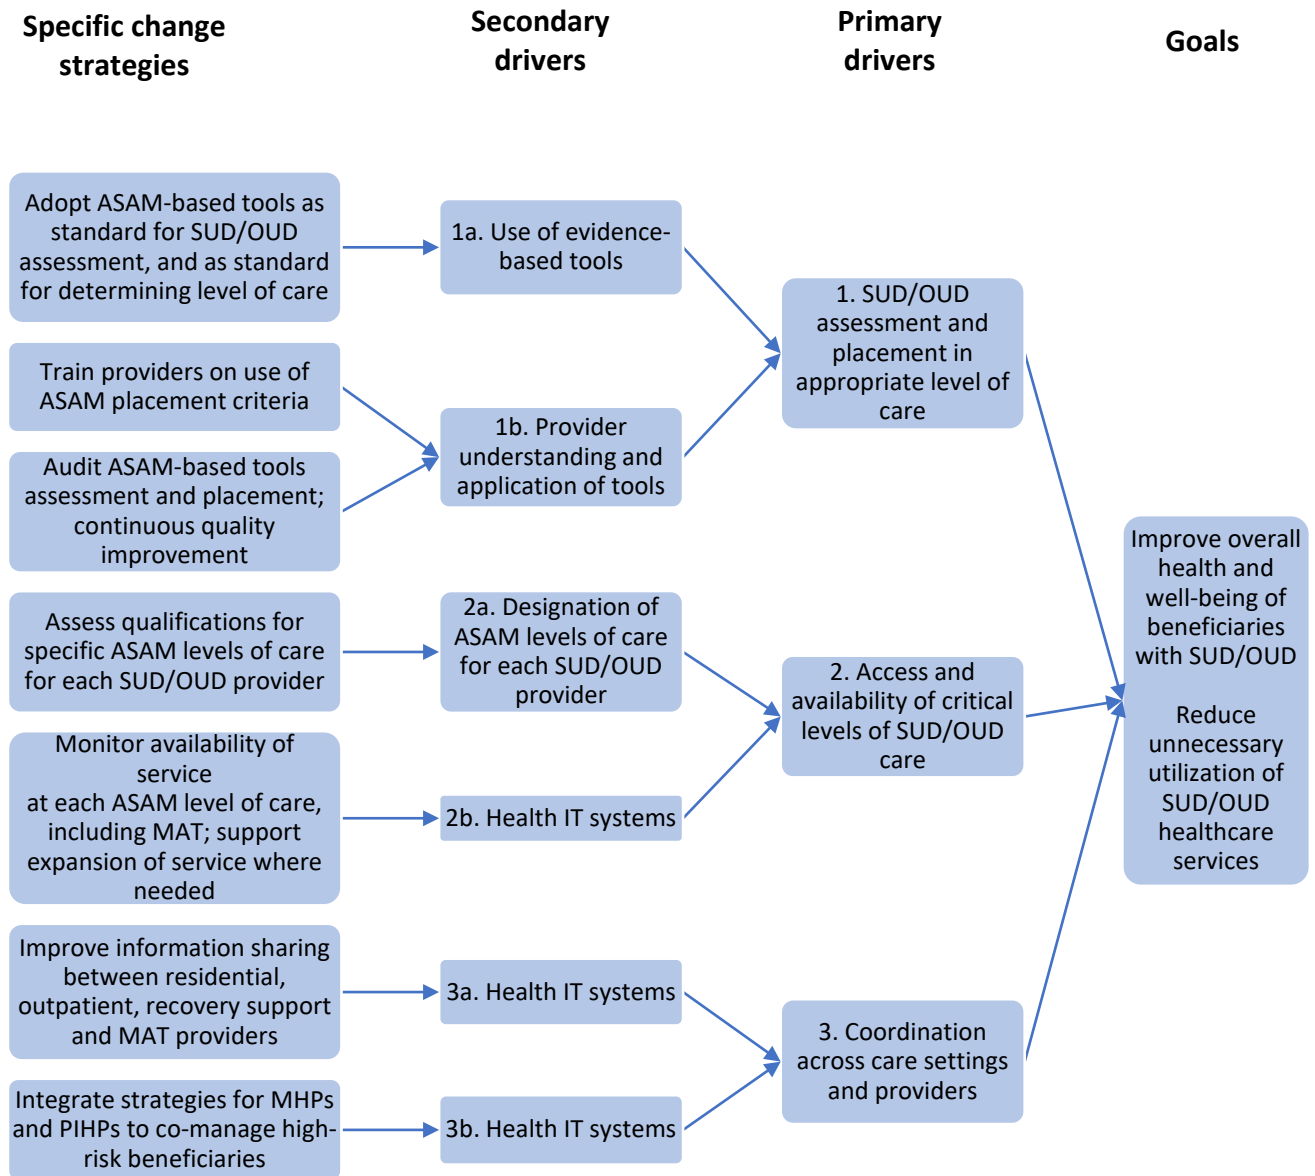 Specific change
strategies
Secondary
drivers
Primary
drivers
Goals
Adopt ASAM-based tools as
standard for SUD/OUD
assessment, and as standard
for determining level of care
Train providers on use of
ASAM placement criteria
Audit ASAM-based tools
assessment and placement;
continuous quality
improvement
Assess qualifications for
specific ASAM levels of care
for each SUD/OUD provider
Monitor availability of
service
at each ASAM level of care,
including MAT; support
expansion of service where
needed
Improve information sharing
between residential,
outpatient, recovery support
and MAT providers
Integrate strategies for MHPs
and PIHPs to co-manage high-
risk beneficiaries
1a. Use of evidence-
based tools
1b. Provider
understanding and
application of tools
2a. Designation of
ASAM levels of care
for each SUD/OUD
provider
2b. Health IT systems
3a. Health IT systems
3b. Health IT systems
1. SUD/OUD
assessment and
placement in
appropriate level of
care
2. Access and
availability of critical
levels of SUD/OUD
care
3. Coordination
across care settings
and providers
Improve overall
health and
well-being of
beneficiaries
with SUD/OUD
Reduce
unnecessary
utilization of
SUD/OUD
healthcare
services